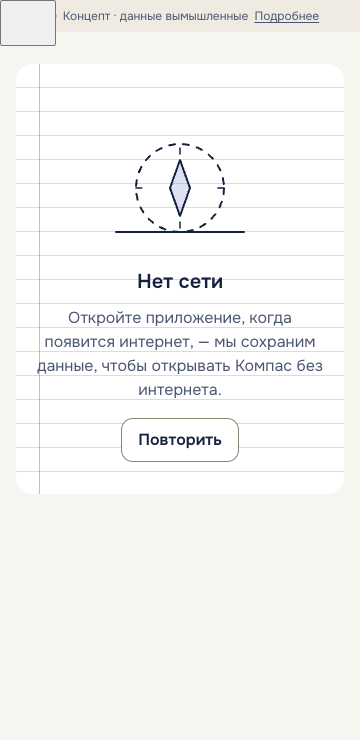 Концепт · данные вымышленные Подробнее
Нет сети
Откройте приложение, когда
появится интернет, — мы сохраним
данные, чтобы открывать Компас без
интернета.
Повторить